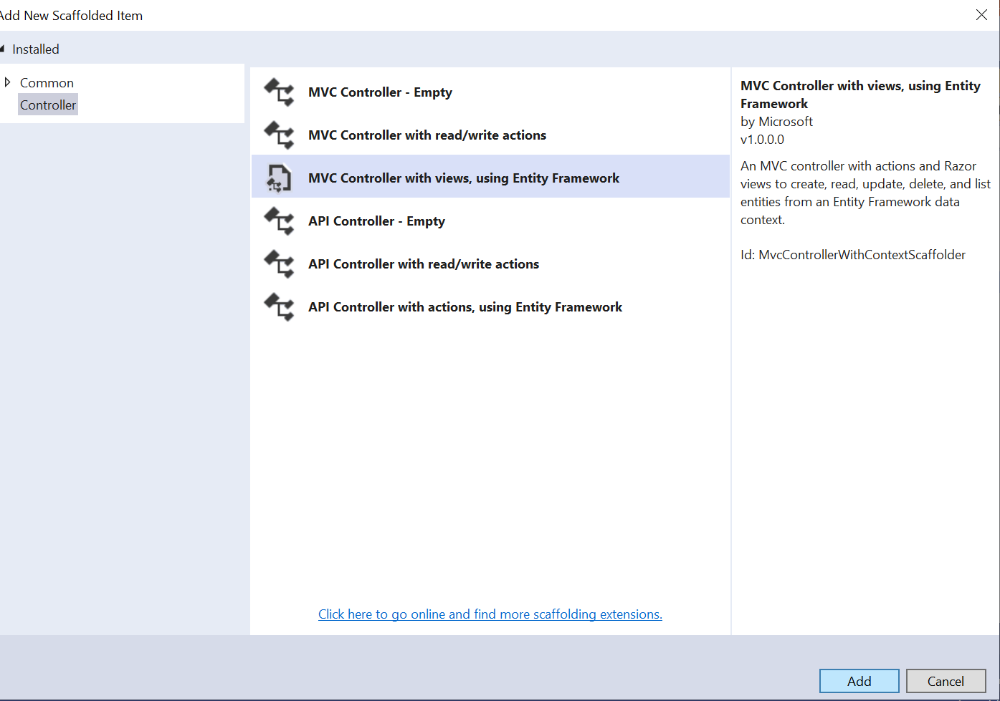 Add New Scaffolded Item
Installed
Common
Controller
MVC Controller - Empty
MVC Controller with read/write actions
MVC Controller with views, using Entity Framework
API Controller - Empty
API Controller with read/write actions
API Controller with actions, using Entity Framework
Click here to go online and find more scaffolding extensions.
MVC Controller with views, using Entity
Framework
by Microsoft
v1.0.0.0
An MVC controller with actions and Razor
views to create, read, update, delete, and list
entities from an Entity Framework data
context.
Id: MvcControllerWithContextScaffolder
Add
Cancel